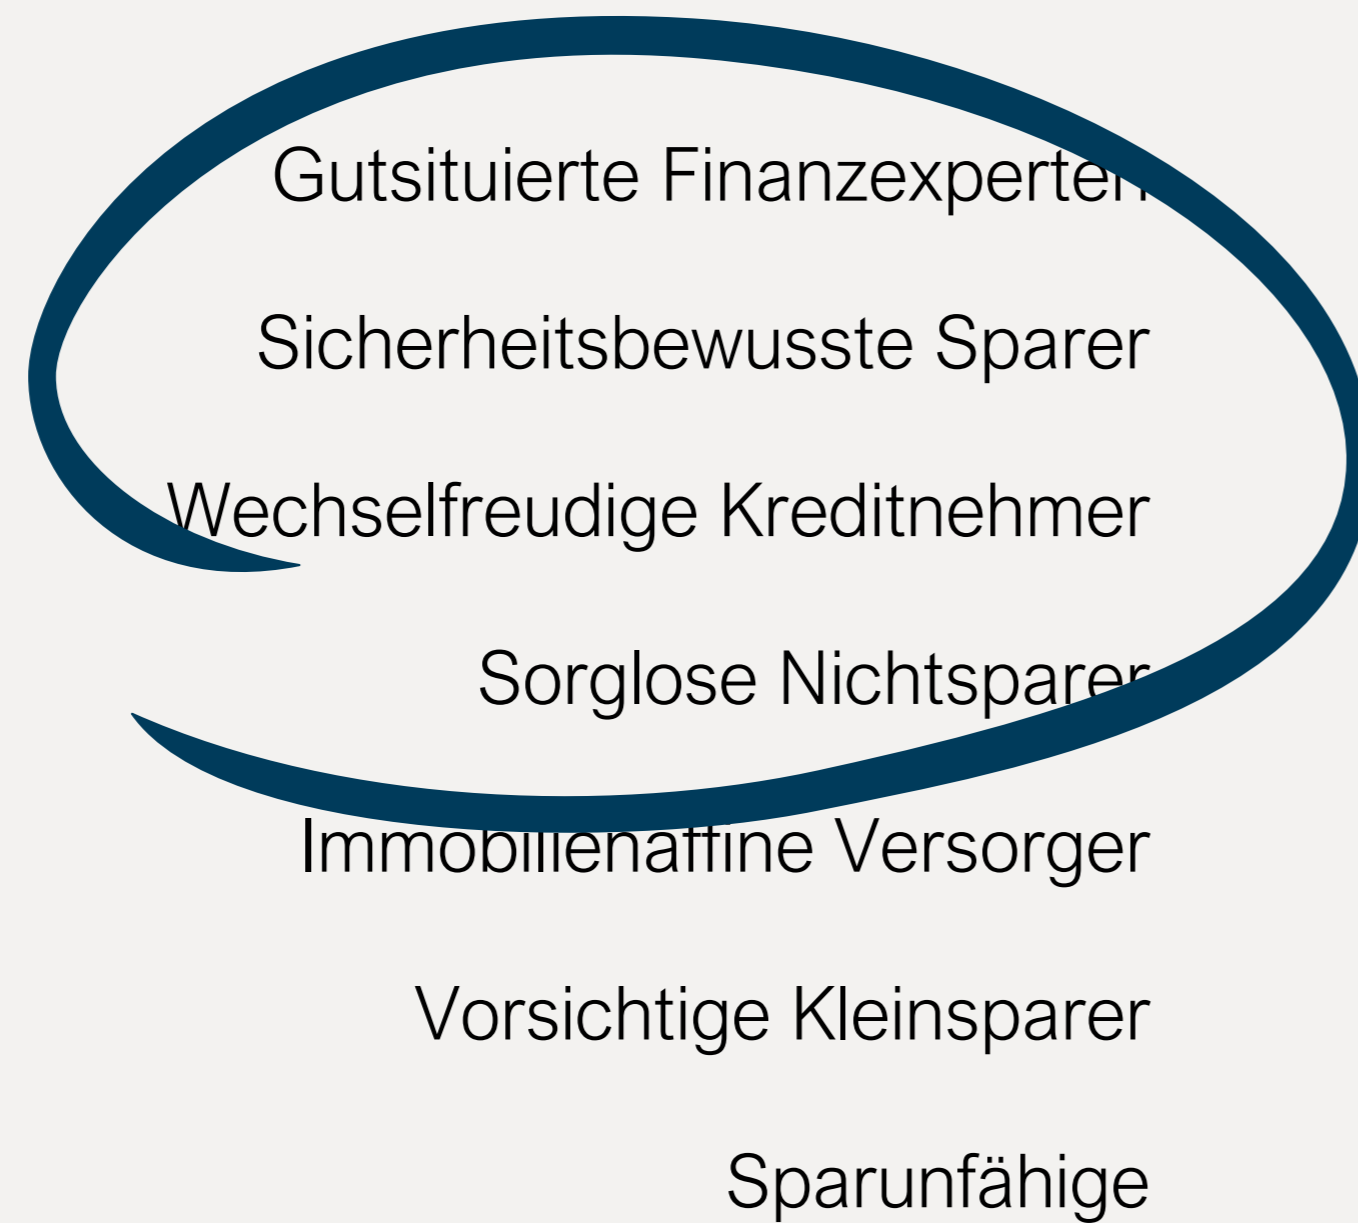 Gutsituierte Finanzexperten
Sicherheitsbewusste Sparer
Wechselfreudige Kreditnehmer
Sorglose Nichtsparer
Immobilienaffine Versorger
Vorsichtige Kleinsparer
Sparunfähige